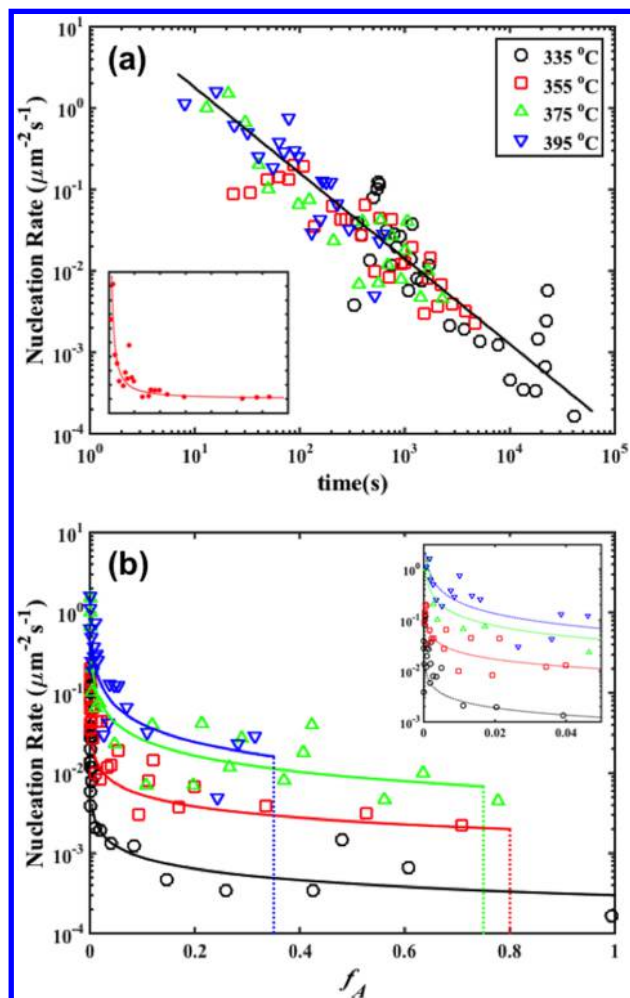 (a)
335 °C
355 °C
375 °C
395 °C
Nucleation Rate (μm⁻² s⁻¹)
10¹
10⁰
10⁻¹
10⁻²
10⁻³
10⁻⁴
10⁰ 10¹ 10² 10³ 10⁴ 10⁵
time(s)
(b)
Nucleation Rate (μm⁻² s⁻¹)
10¹
10⁰
10⁻¹
10⁻²
10⁻³
10⁻⁴
10⁰
10⁻¹
10⁻²
10⁻³
0 0.02 0.04
0 0.2 0.4 0.6 0.8 1
f_A